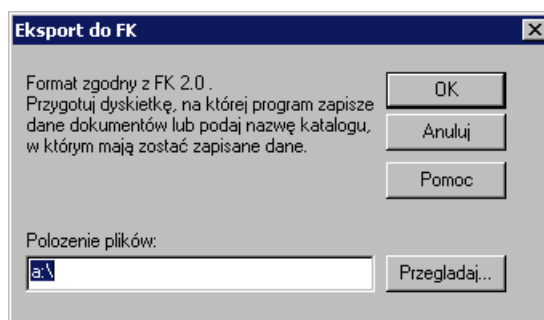 Eksport do FK
Format zgodny z FK 2.0 .
Przygotuj dyskietkę, na której program zapisze
dane dokumentów lub podaj nazwę katalogu,
w którym mają zostać zapisane dane.
OK
Anuluj
Pomoc
Polozenie plików:
a:\
Przegladaj...